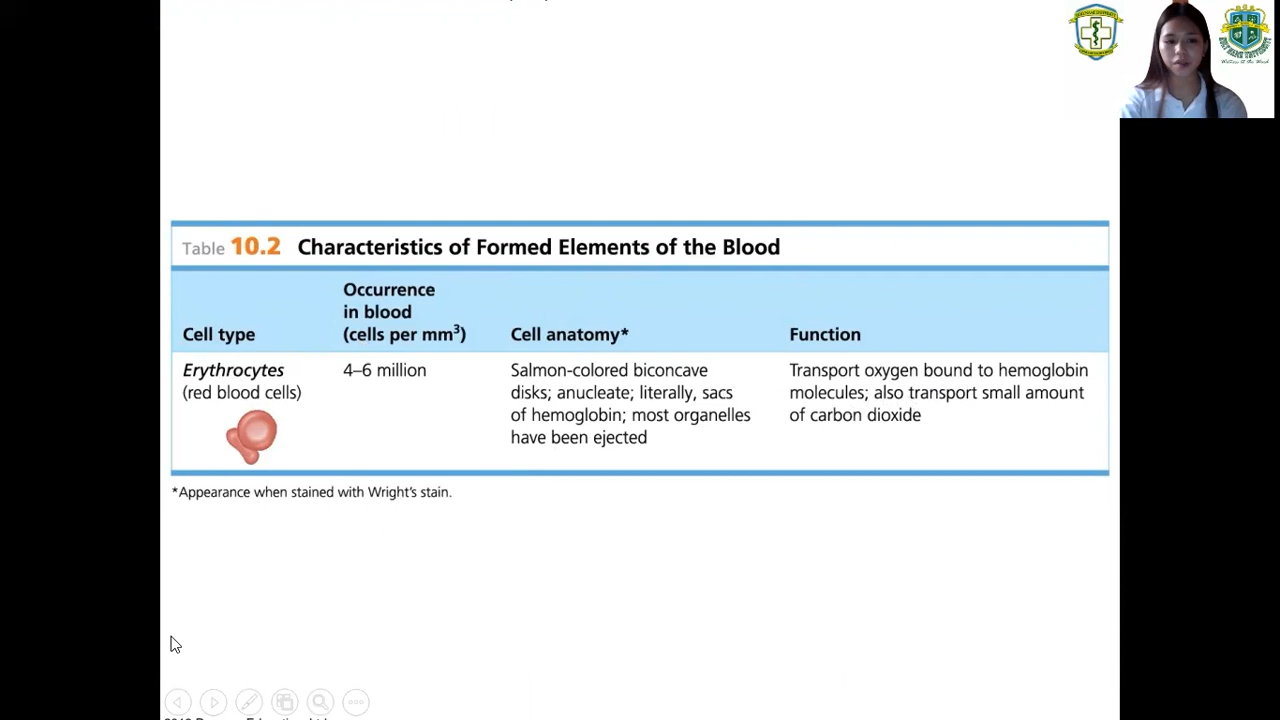 Table 10.2 Characteristics of Formed Elements of the Blood
Cell type
Occurrence
in blood
(cells per mm³)
Cell anatomy*
Function
Erythrocytes
(red blood cells)
4–6 million
Salmon-colored biconcave
disks; anucleate; literally, sacs
of hemoglobin; most organelles
have been ejected
Transport oxygen bound to hemoglobin
molecules; also transport small amount
of carbon dioxide
*Appearance when stained with Wright's stain.